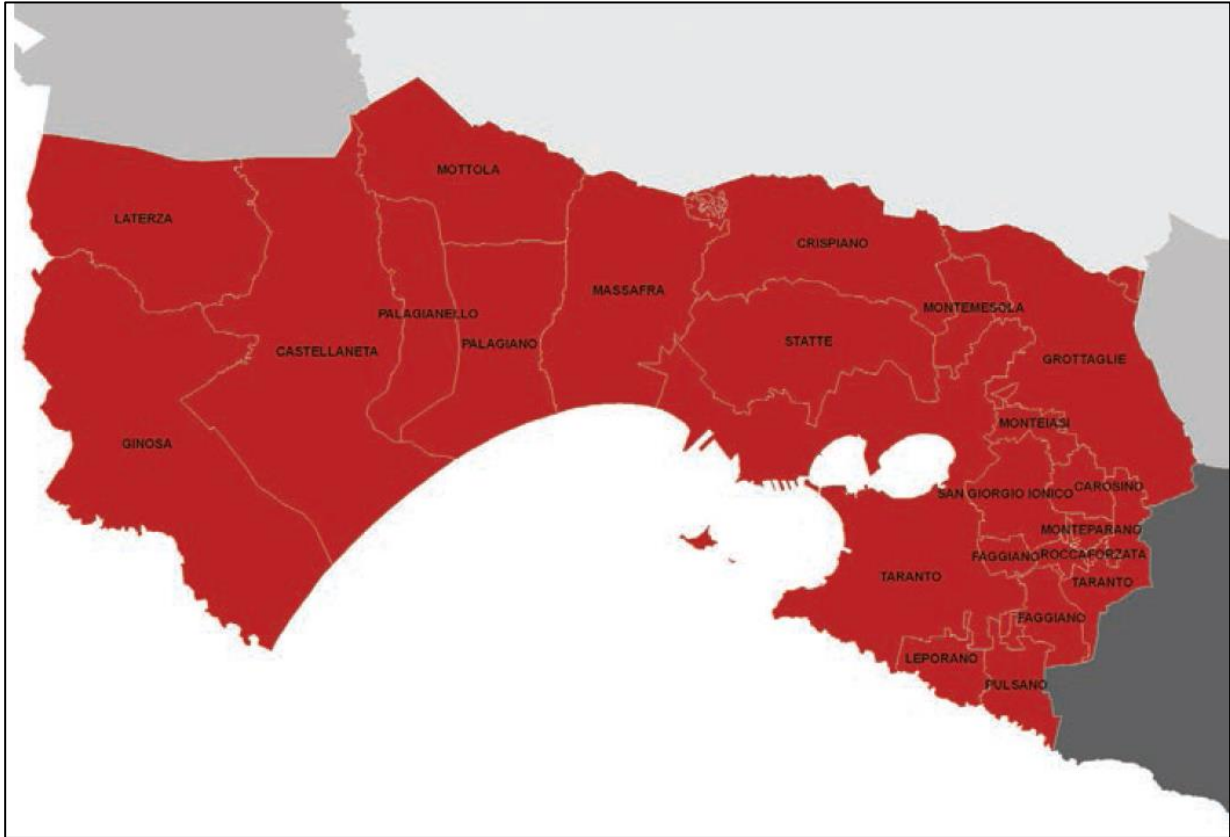 MOTTOLA
LATERZA
CRISPIANO
MASSAFRA
MONTEMESOLA
PALAGIANELLO
STATTE
PALAGIANO
CASTELLANETA
GROTTAGLIE
MONTEIASI
GINOSA
CAROSINO
SAN GIORGIO IONICO
MONTEPARANO
FAGGIANO
ROCCAFORZATA
TARANTO
TARANTO
FAGGIANO
LEPORANO
PULSANO